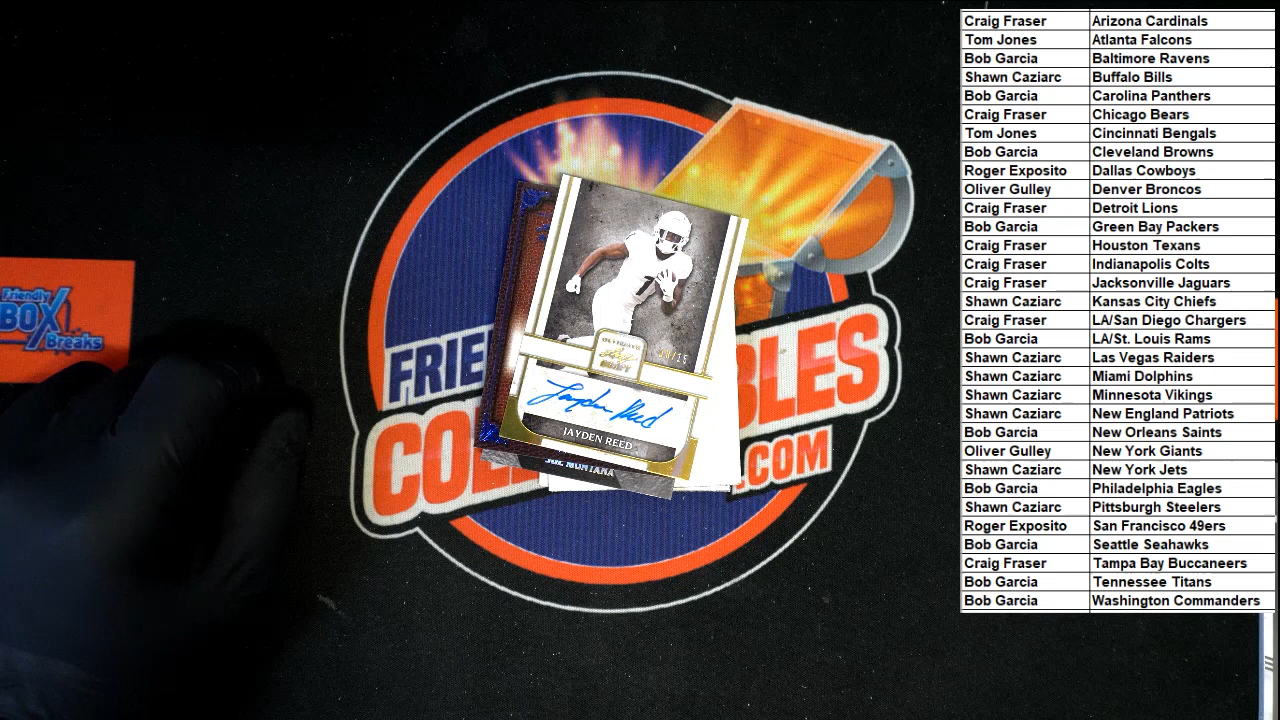 Craig Fraser Arizona Cardinals
Tom Jones Atlanta Falcons
Bob Garcia Baltimore Ravens
Shawn Caziarc Buffalo Bills
Bob Garcia Carolina Panthers
Craig Fraser Chicago Bears
Tom Jones Cincinnati Bengals
Bob Garcia Cleveland Browns
Roger Exposito Dallas Cowboys
Oliver Gulley Denver Broncos
Craig Fraser Detroit Lions
Bob Garcia Green Bay Packers
Craig Fraser Houston Texans
Craig Fraser Indianapolis Colts
Craig Fraser Jacksonville Jaguars
Shawn Caziarc Kansas City Chiefs
Craig Fraser LA/San Diego Chargers
Bob Garcia LA/St. Louis Rams
Shawn Caziarc Las Vegas Raiders
Shawn Caziarc Miami Dolphins
Shawn Caziarc Minnesota Vikings
Shawn Caziarc New England Patriots
Bob Garcia New Orleans Saints
Oliver Gulley New York Giants
Shawn Caziarc New York Jets
Bob Garcia Philadelphia Eagles
Shawn Caziarc Pittsburgh Steelers
Roger Exposito San Francisco 49ers
Bob Garcia Seattle Seahawks
Craig Fraser Tampa Bay Buccaneers
Bob Garcia Tennessee Titans
Bob Garcia Washington Commanders
Friendly
BOX
Breaks
FRIE BLES
COL .COM
Leaf
DRAFT
Jayden Reed
JAYDEN REED
JOE MONTANA